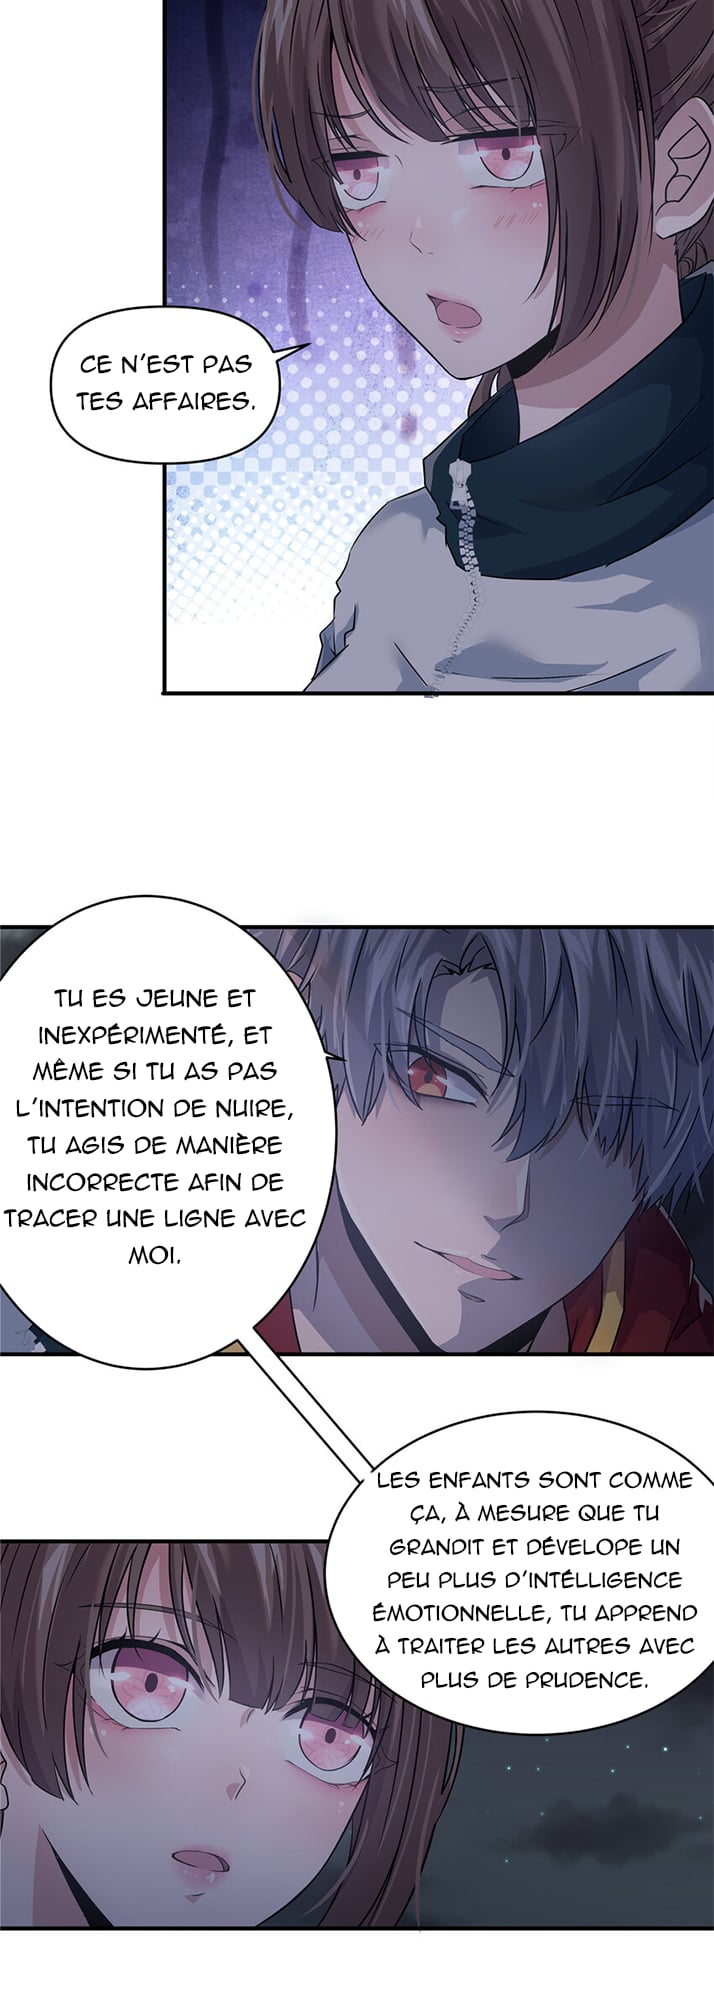 CE N'EST PAS
TES AFFAIRES.
TU ES JEUNE ET
INEXPÉRIMENTÉ, ET
MÊME SI TU AS PAS
L'INTENTION DE NUIRE,
TU AGIS DE MANIÈRE
INCORRECTE AFIN DE
TRACER UNE LIGNE AVEC
MOI.
LES ENFANTS SONT COMME
ÇA, À MESURE QUE TU
GRANDIT ET DÉVELOPE UN
PEU PLUS D'INTÉLLIGENCE
ÉMOTIONNELLE, TU APPREND
À TRAITER LES AUTRES AVEC
PLUS DE PRUDENCE.